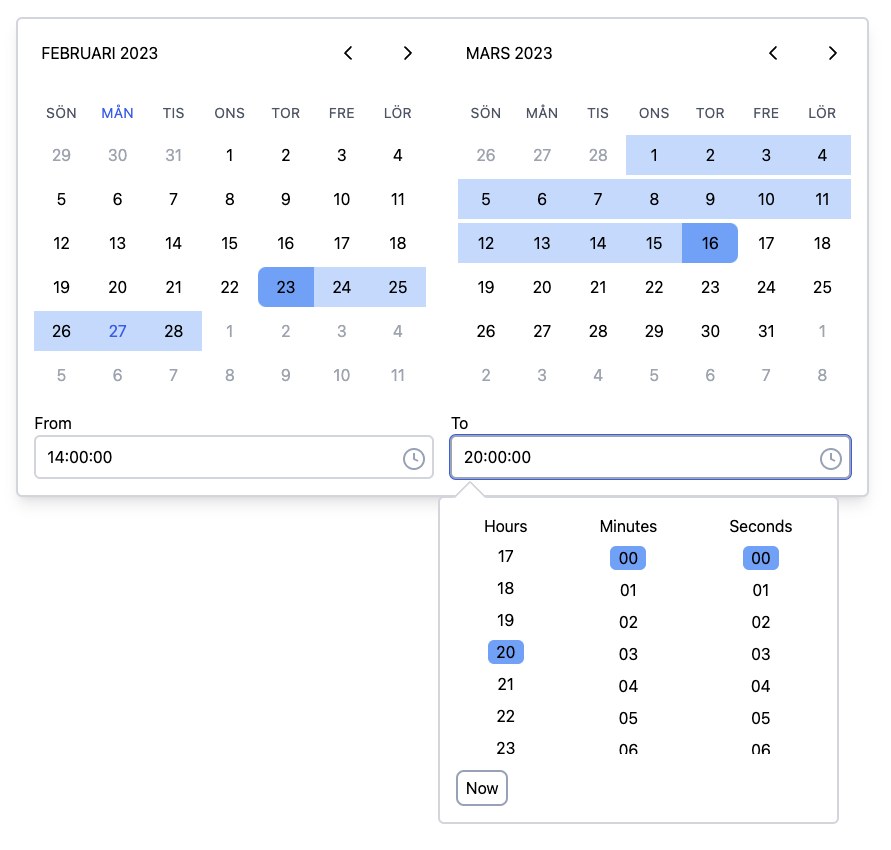 FEBRUARI 2023
SÖN MÅN TIS ONS TOR FRE LÖR
29 30 31 1 2 3 4
5 6 7 8 9 10 11
12 13 14 15 16 17 18
19 20 21 22 23 24 25
26 27 28 1 2 3 4
5 6 7 8 9 10 11
MARS 2023
SÖN MÅN TIS ONS TOR FRE LÖR
26 27 28 1 2 3 4
5 6 7 8 9 10 11
12 13 14 15 16 17 18
19 20 21 22 23 24 25
26 27 28 29 30 31 1
2 3 4 5 6 7 8
From
14:00:00
To
20:00:00
Hours Minutes Seconds
17 00 00
18 01 01
19 02 02
20 03 03
21 04 04
22 05 05
23 06 06
Now